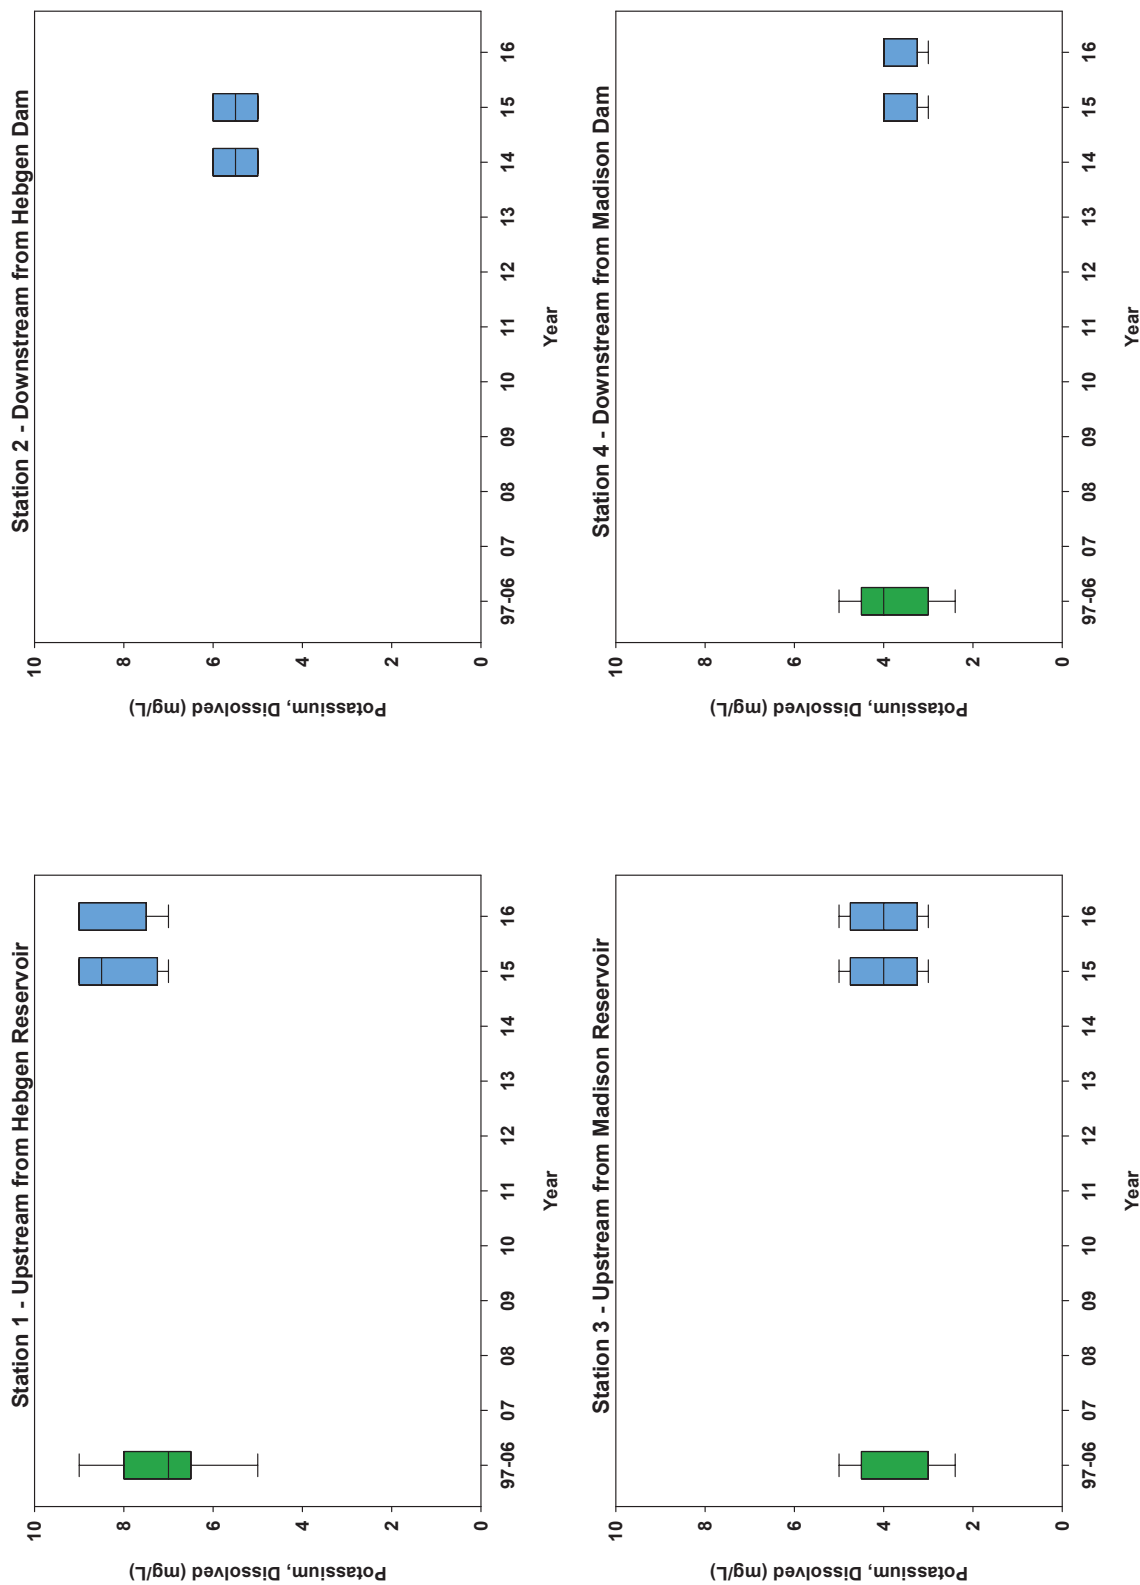 Station 1 - Upstream from Hebgen Reservoir
Potassium, Dissolved (mg/L)
10
8
6
4
2
0
97-06 07 08 09 10 11 12 13 14 15 16
Year
Station 2 - Downstream from Hebgen Dam
Potassium, Dissolved (mg/L)
10
8
6
4
2
0
97-06 07 08 09 10 11 12 13 14 15 16
Year
Station 3 - Upstream from Madison Reservoir
Potassium, Dissolved (mg/L)
10
8
6
4
2
0
97-06 07 08 09 10 11 12 13 14 15 16
Year
Station 4 - Downstream from Madison Dam
Potassium, Dissolved (mg/L)
10
8
6
4
2
0
97-06 07 08 09 10 11 12 13 14 15 16
Year